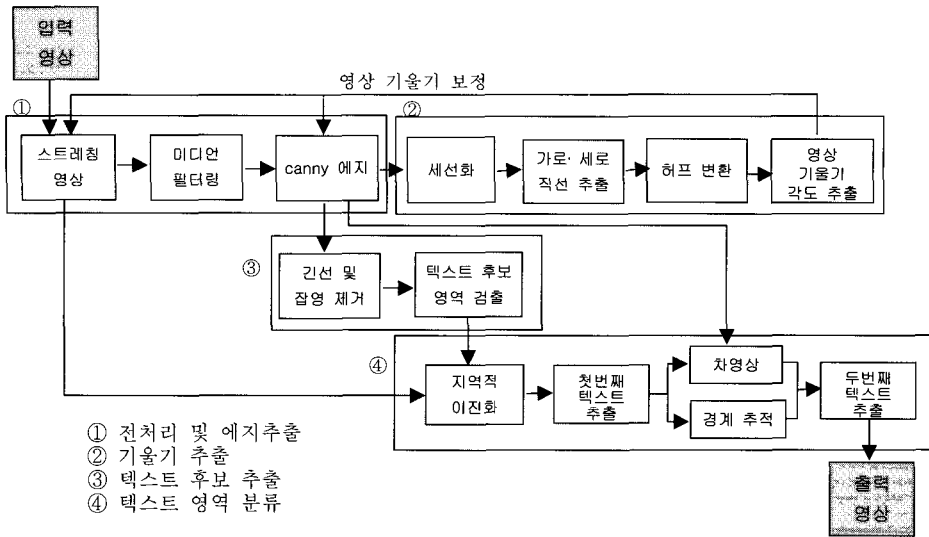 입력
영상
영상 기울기 보정
①
스트레칭
영상
미디언
필터링
canny 에지
②
세선화
가로·세로
직선 추출
허프 변환
영상
기울기
각도 추출
③
긴선 및
잡영 제거
텍스트 후보
영역 검출
④
지역적
이진화
첫번째
텍스트
추출
차영상
경계 추적
두번째
텍스트
추출
① 전처리 및 에지추출
② 기울기 추출
③ 텍스트 후보 추출
④ 텍스트 영역 분류
출력
영상